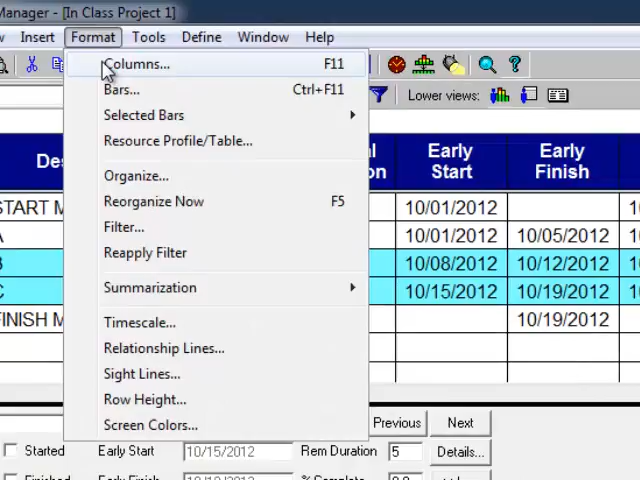 Manager - [In Class Project 1]
Insert Format Tools Define Window Help
Columns... F11
Bars... Ctrl+F11
Lower views:
Selected Bars
Resource Profile/Table...
Early Start
Early Finish
Organize...
Reorganize Now F5
START 10/01/2012
Filter...
A 10/01/2012 10/05/2012
Reapply Filter
B 10/08/2012 10/12/2012
Summarization
C 10/15/2012 10/19/2012
Timescale...
FINISH 10/19/2012
Relationship Lines...
Sight Lines...
Row Height...
Screen Colors...
Previous Next
Started Early Start 10/15/2012 Rem Duration 5 Details...